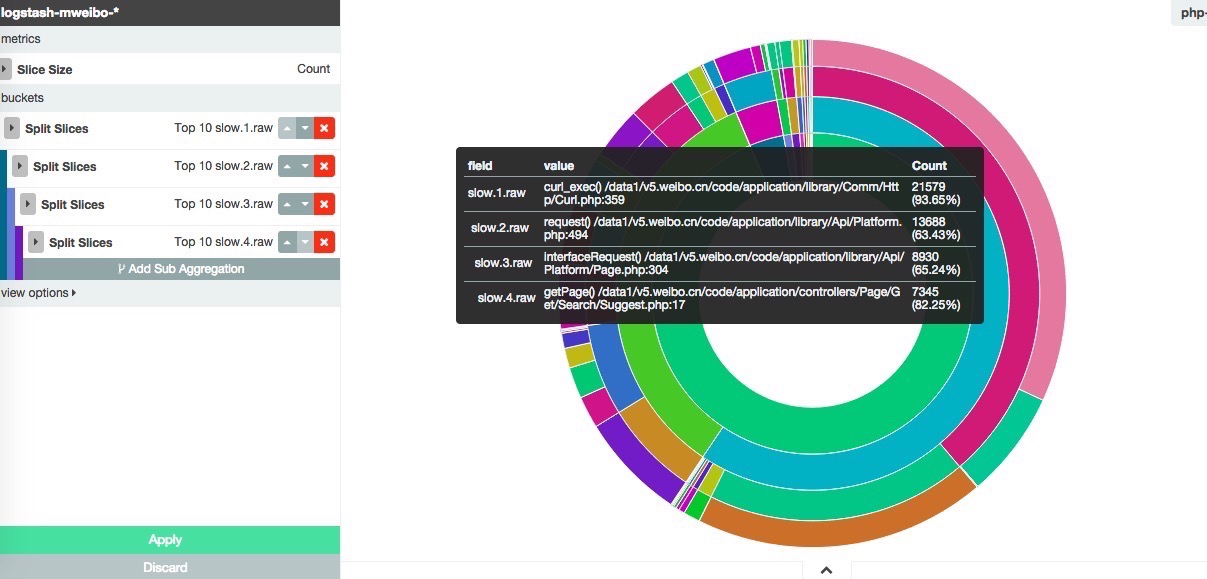 logstash-mweibo-*
metrics
Slice Size Count
buckets
Split Slices Top 10 slow.1.raw
Split Slices Top 10 slow.2.raw
Split Slices Top 10 slow.3.raw
Split Slices Top 10 slow.4.raw
Add Sub Aggregation
view options
Apply
Discard
php-
field value Count
slow.1.raw curl_exec() /data1/v5.weibo.cn/code/application/library/Comm/Htt 21579
p/Curl.php:359 (93.65%)
slow.2.raw request() /data1/v5.weibo.cn/code/application/library/Api/Platform. 13688
php:494 (63.43%)
slow.3.raw interfaceRequest() /data1/v5.weibo.cn/code/application/library/Api/ 8930
Platform/Page.php:304 (65.24%)
slow.4.raw getPage() /data1/v5.weibo.cn/code/application/controllers/Page/G 7345
et/Search/Suggest.php:17 (82.25%)